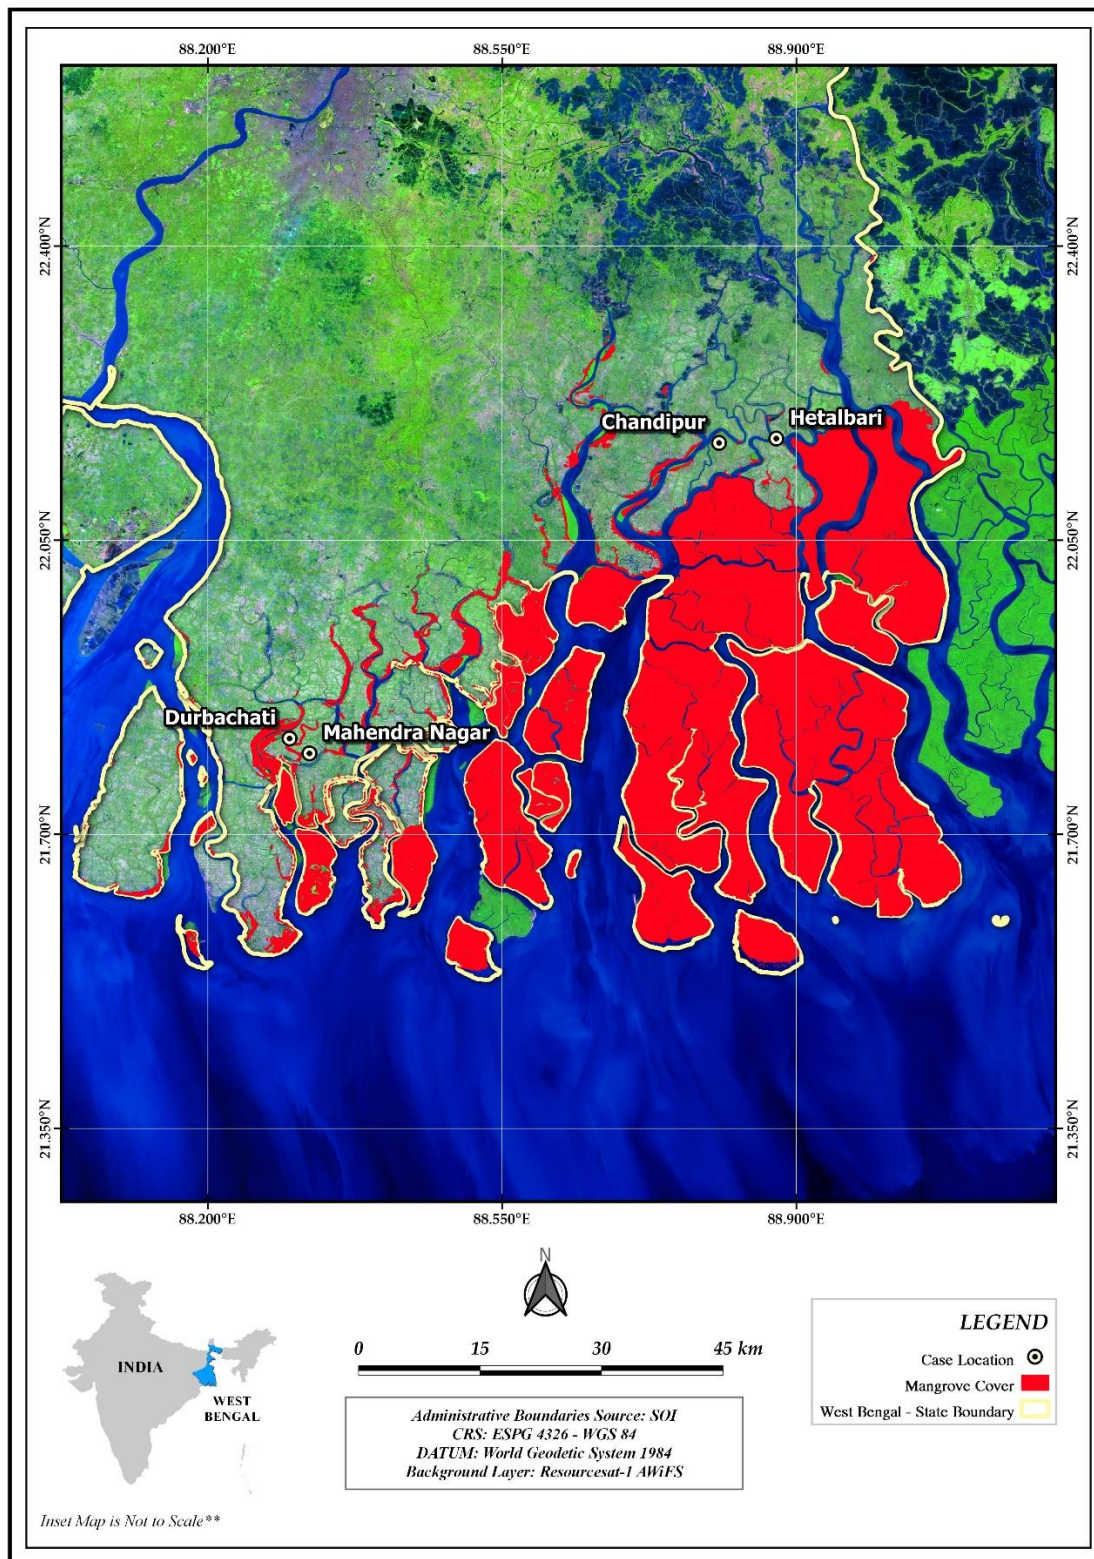 88.200°E
88.550°E
88.900°E
22.400°N
22.400°N
Chandipur
Hetalbari
22.050°N
22.050°N
Durbachati
Mahendra Nagar
21.700°N
21.700°N
21.350°N
21.350°N
88.200°E
88.550°E
88.900°E
N
0 15 30 45 km
INDIA
WEST
BENGAL
LEGEND
Case Location
Mangrove Cover
West Bengal - State Boundary
Administrative Boundaries Source: SOI
CRS: ESPG 4326 - WGS 84
DATUM: World Geodetic System 1984
Background Layer: Resourcesat-1 AWiFS
Inset Map is Not to Scale**